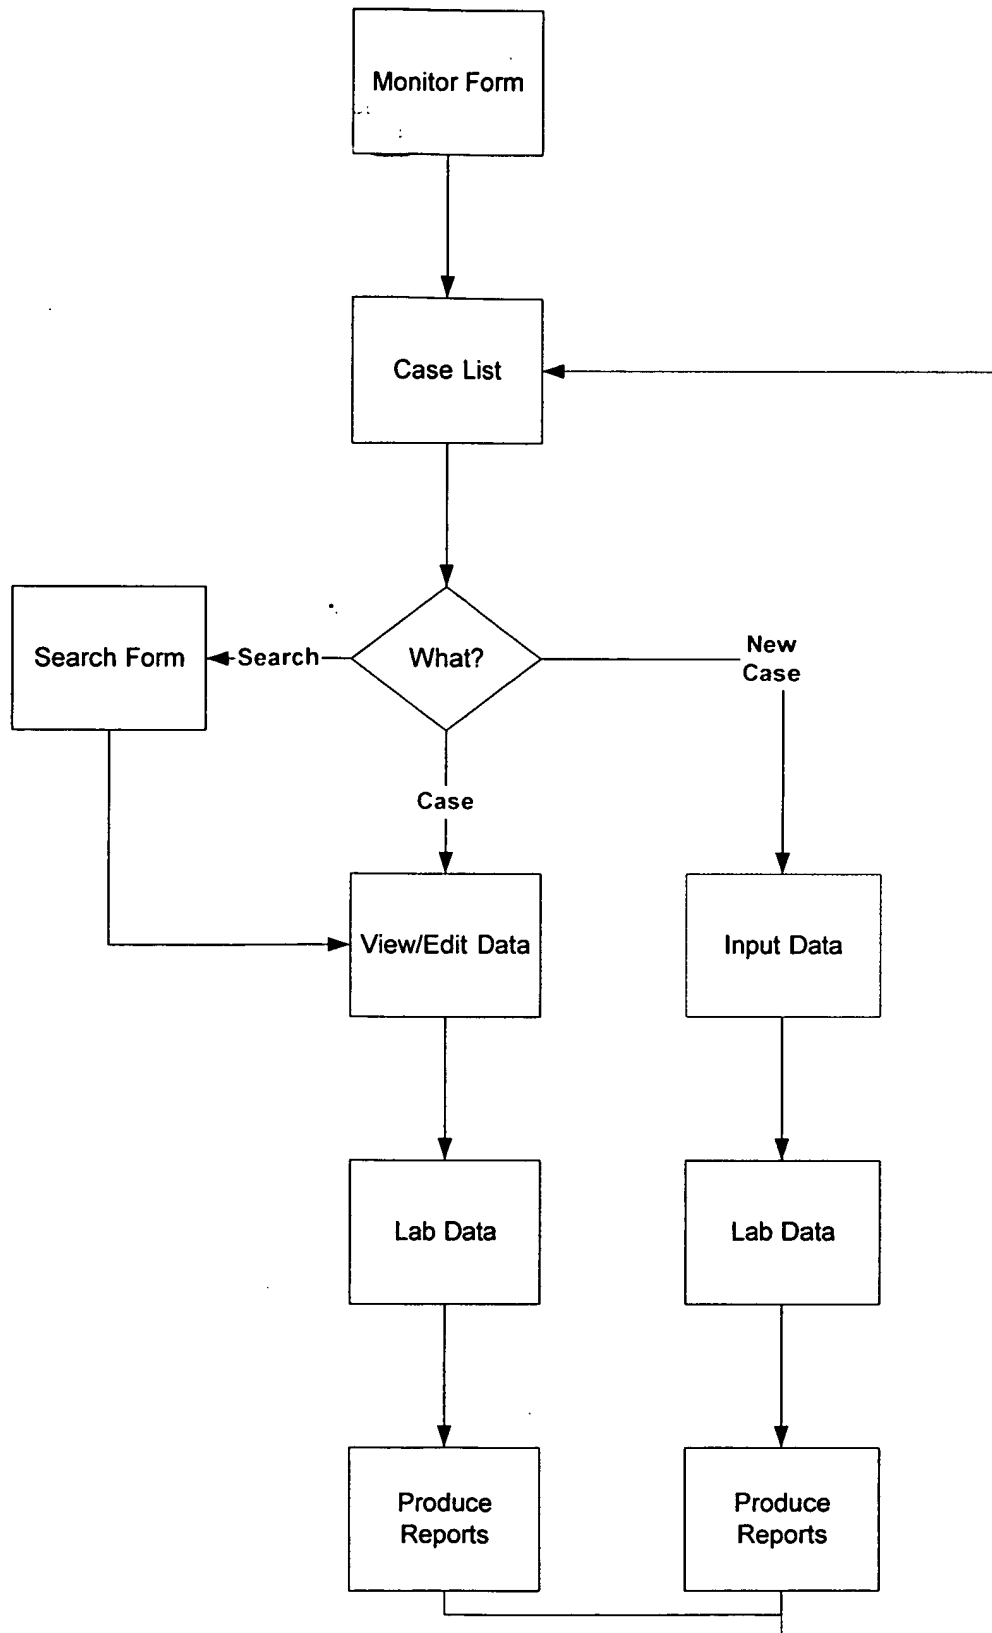 Monitor Form
Case List
Search Form
Search
What?
New
Case
Case
View/Edit Data
Input Data
Lab Data
Lab Data
Produce
Reports
Produce
Reports